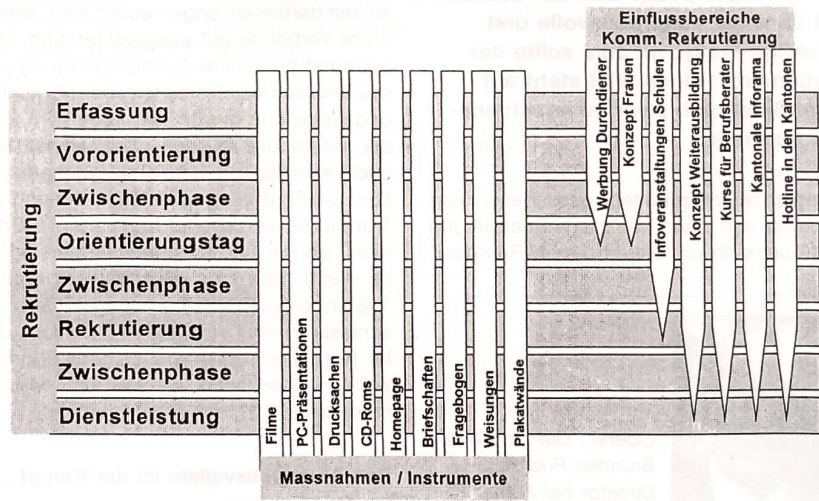 Einflussbereiche
Komm. Rekrutierung
Werbung Durchdiener
Konzept Frauen
Infoveranstaltungen Schulen
Konzept Weiterausbildung
Kurse für Berufsberater
Kantonale Inforama
Hotline in den Kantonen
Rekrutierung
Erfassung
Vororientierung
Zwischenphase
Orientierungstag
Zwischenphase
Rekrutierung
Zwischenphase
Dienstleistung
Filme
PC-Präsentationen
Drucksachen
CD-Roms
Homepage
Briefschaften
Fragebogen
Weisungen
Plakatwände
Massnahmen / Instrumente